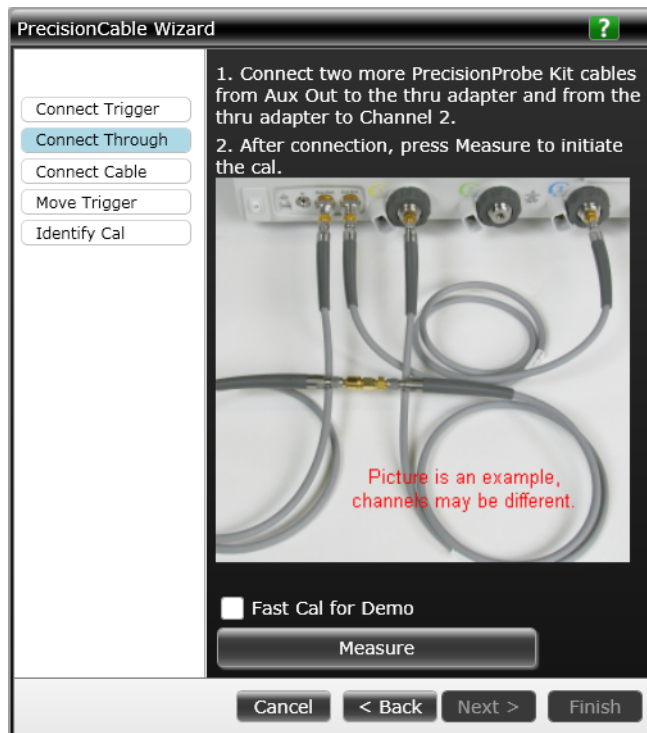 PrecisionCable Wizard
?
Connect Trigger
Connect Through
Connect Cable
Move Trigger
Identify Cal
1. Connect two more PrecisionProbe Kit cables
from Aux Out to the thru adapter and from the
thru adapter to Channel 2.
2. After connection, press Measure to initiate
the cal.
Picture is an example,
channels may be different.
Fast Cal for Demo
Measure
Cancel
< Back
Next >
Finish